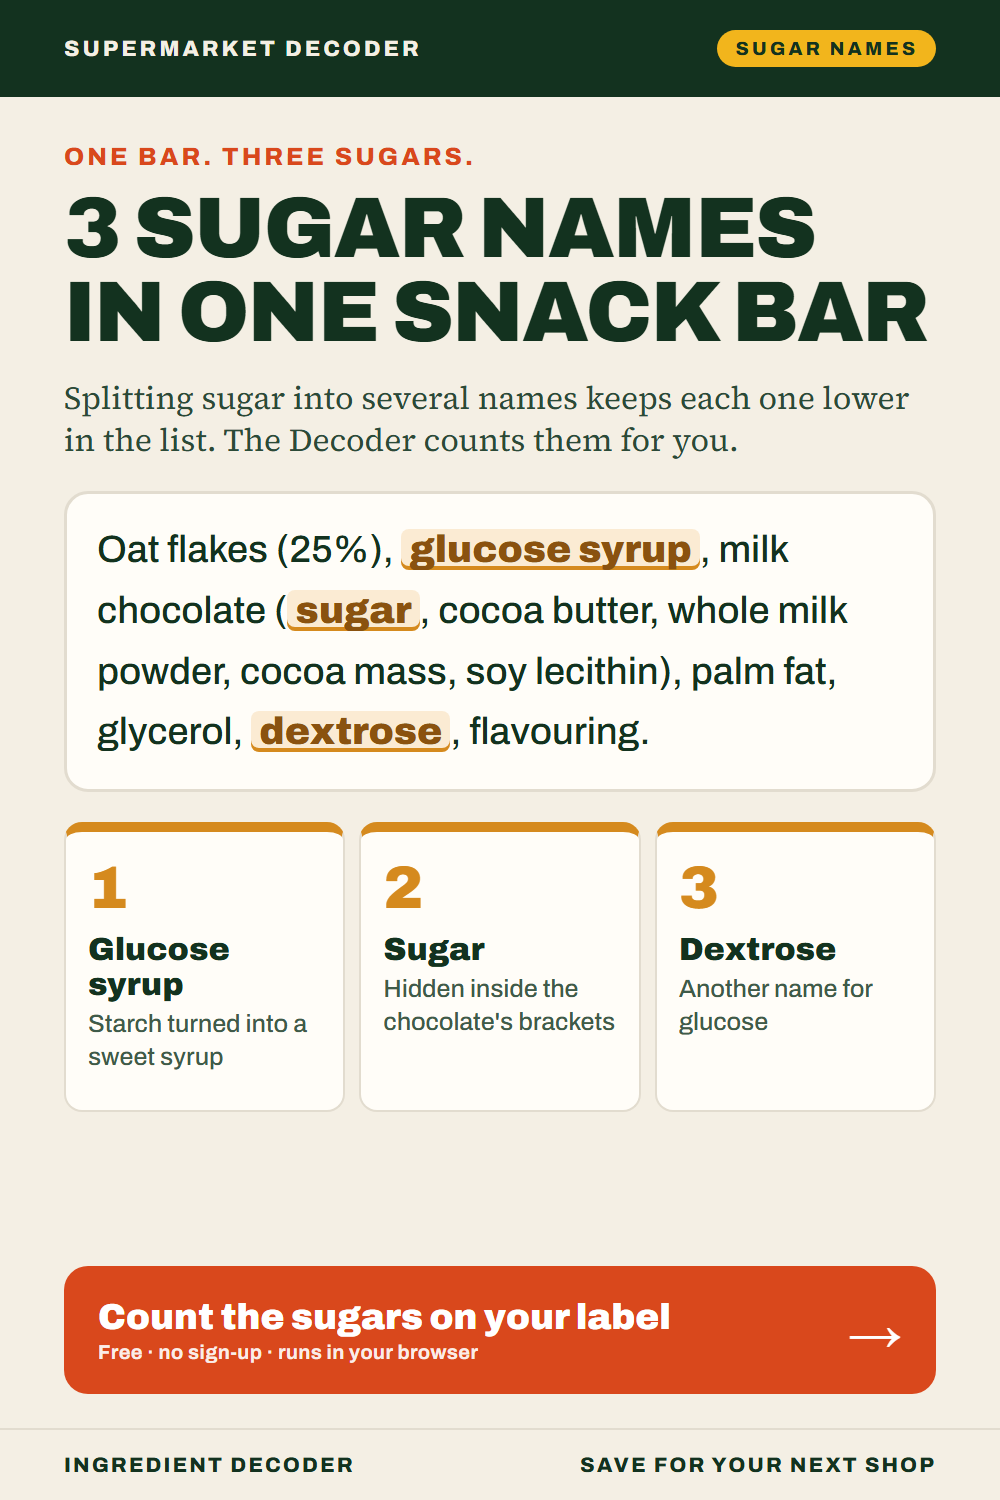 SUPERMARKET DECODER
SUGAR NAMES
ONE BAR. THREE SUGARS.
3 SUGAR NAMES
IN ONE SNACK BAR
Splitting sugar into several names keeps each one lower
in the list. The Decoder counts them for you.
Oat flakes (25%), glucose syrup, milk
chocolate (sugar, cocoa butter, whole milk
powder, cocoa mass, soy lecithin), palm fat,
glycerol, dextrose, flavouring.
1
Glucose
syrup
Starch turned into a
sweet syrup
2
Sugar
Hidden inside the
chocolate's brackets
3
Dextrose
Another name for
glucose
Count the sugars on your label
Free · no sign-up · runs in your browser
→
INGREDIENT DECODER
SAVE FOR YOUR NEXT SHOP